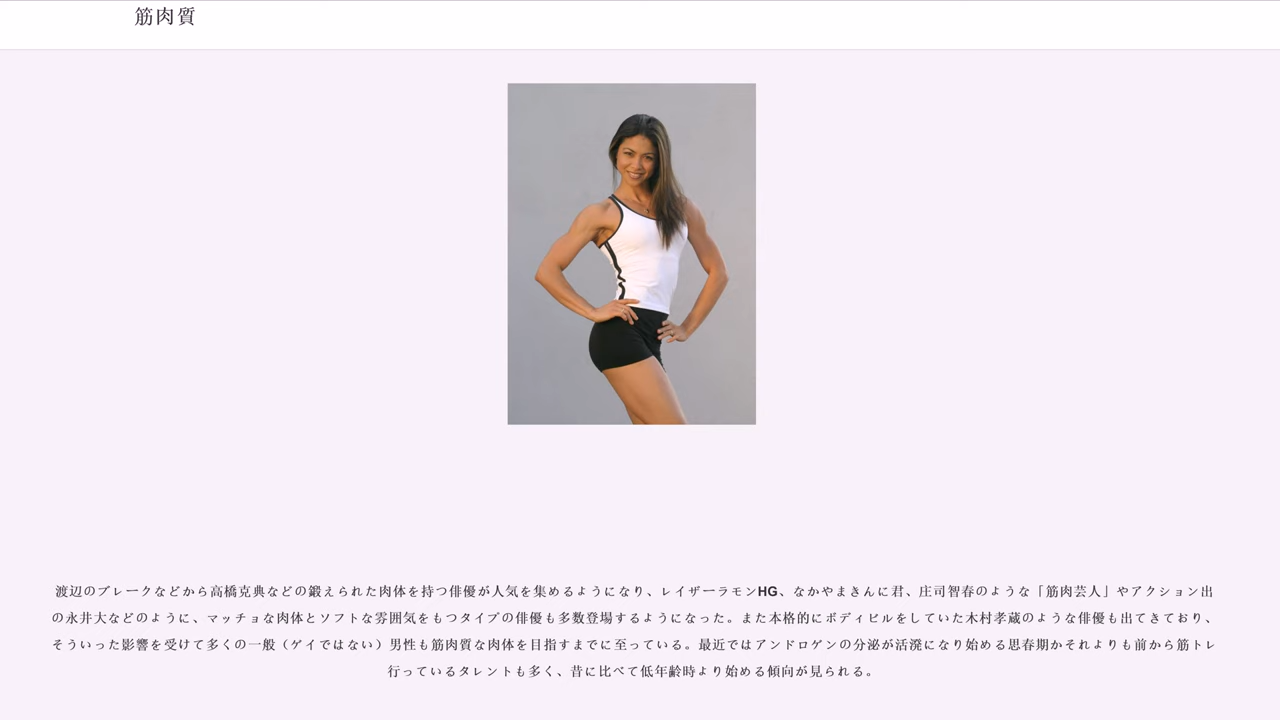 筋肉質
渡辺のブレークなどから高橋克典などの鍛えられた肉体を持つ俳優が人気を集めるようになり、レイザーラモンHG、なかやまきんに君、庄司智春のような「筋肉芸人」やアクション出
の永井大などのように、マッチョな肉体とソフトな雰囲気をもつタイプの俳優も多数登場するようになった。また本格的にボディビルをしていた木村孝蔵のような俳優も出てきており、
そういった影響を受けて多くの一般（ゲイではない）男性も筋肉質な肉体を目指すまでに至っている。最近ではアンドロゲンの分泌が活溌になり始める思春期かそれよりも前から筋トレ
行っているタレントも多く、昔に比べて低年齢時より始める傾向が見られる。